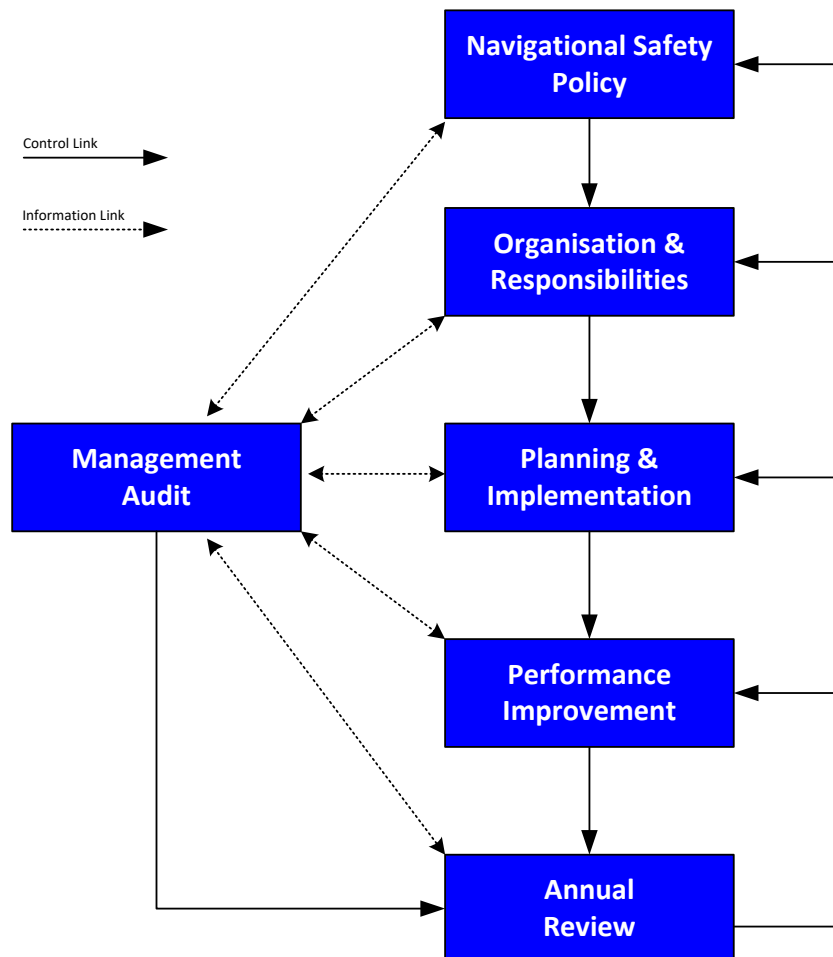 Navigational Safety
Policy
Control Link
Information Link
Organisation &
Responsibilities
Management
Audit
Planning &
Implementation
Performance
Improvement
Annual
Review